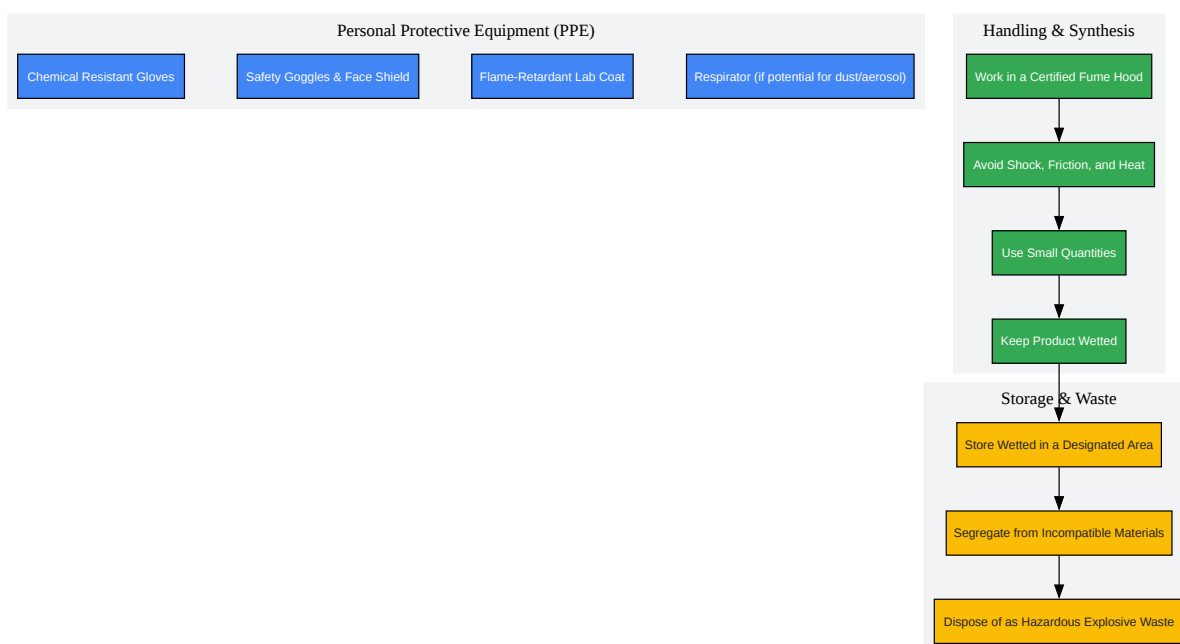 Personal Protective Equipment (PPE)
Chemical Resistant Gloves
Safety Goggles & Face Shield
Flame-Retardant Lab Coat
Respirator (if potential for dust/aerosol)
Handling & Synthesis
Work in a Certified Fume Hood
Avoid Shock, Friction, and Heat
Use Small Quantities
Keep Product Wetted
Storage & Waste
Store Wetted in a Designated Area
Segregate from Incompatible Materials
Dispose of as Hazardous Explosive Waste